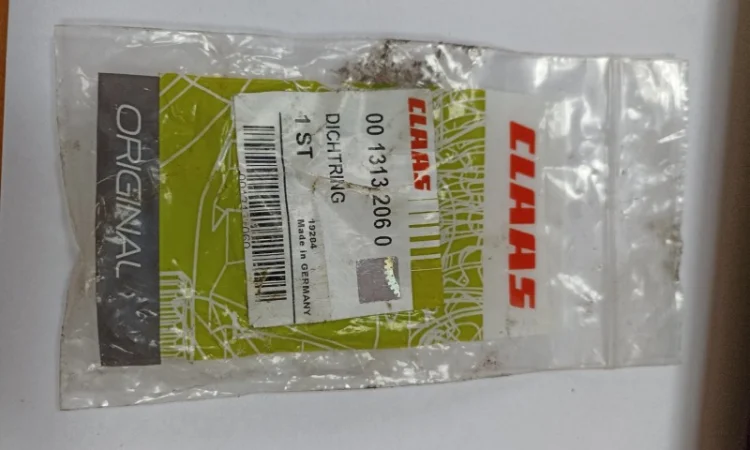 CLAAS
CLAAS
00 1313 206 0
DICHTRING
1 ST
19204
Made in GERMANY
ORIGINAL